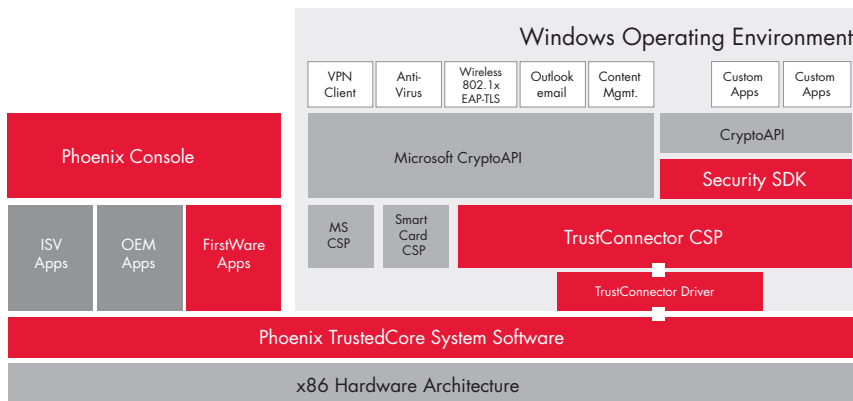 Windows Operating Environment
VPN
Client
Anti-
Virus
Wireless
802.1x
EAP-TLS
Outlook
email
Content
Mgmt.
Custom
Apps
Custom
Apps
Phoenix Console
Microsoft CryptoAPI
CryptoAPI
Security SDK
ISV
Apps
OEM
Apps
FirstWare
Apps
MS
CSP
Smart
Card
CSP
TrustConnector CSP
TrustConnector Driver
Phoenix TrustedCore System Software
x86 Hardware Architecture